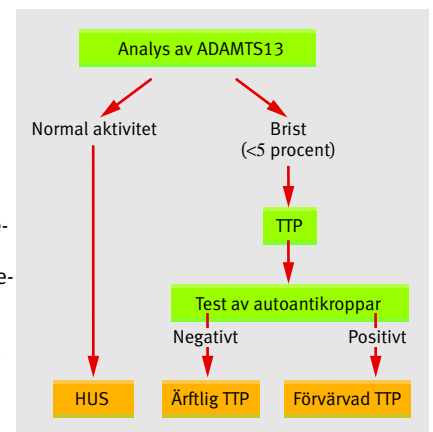 Analys av ADAMTS13
Normal aktivitet
Brist
(<5 procent)
TTP
e-
e-
Test av autoantikroppar
Negativt
Positivt
HUS
Ärftlig TTP
Förvärvad TTP